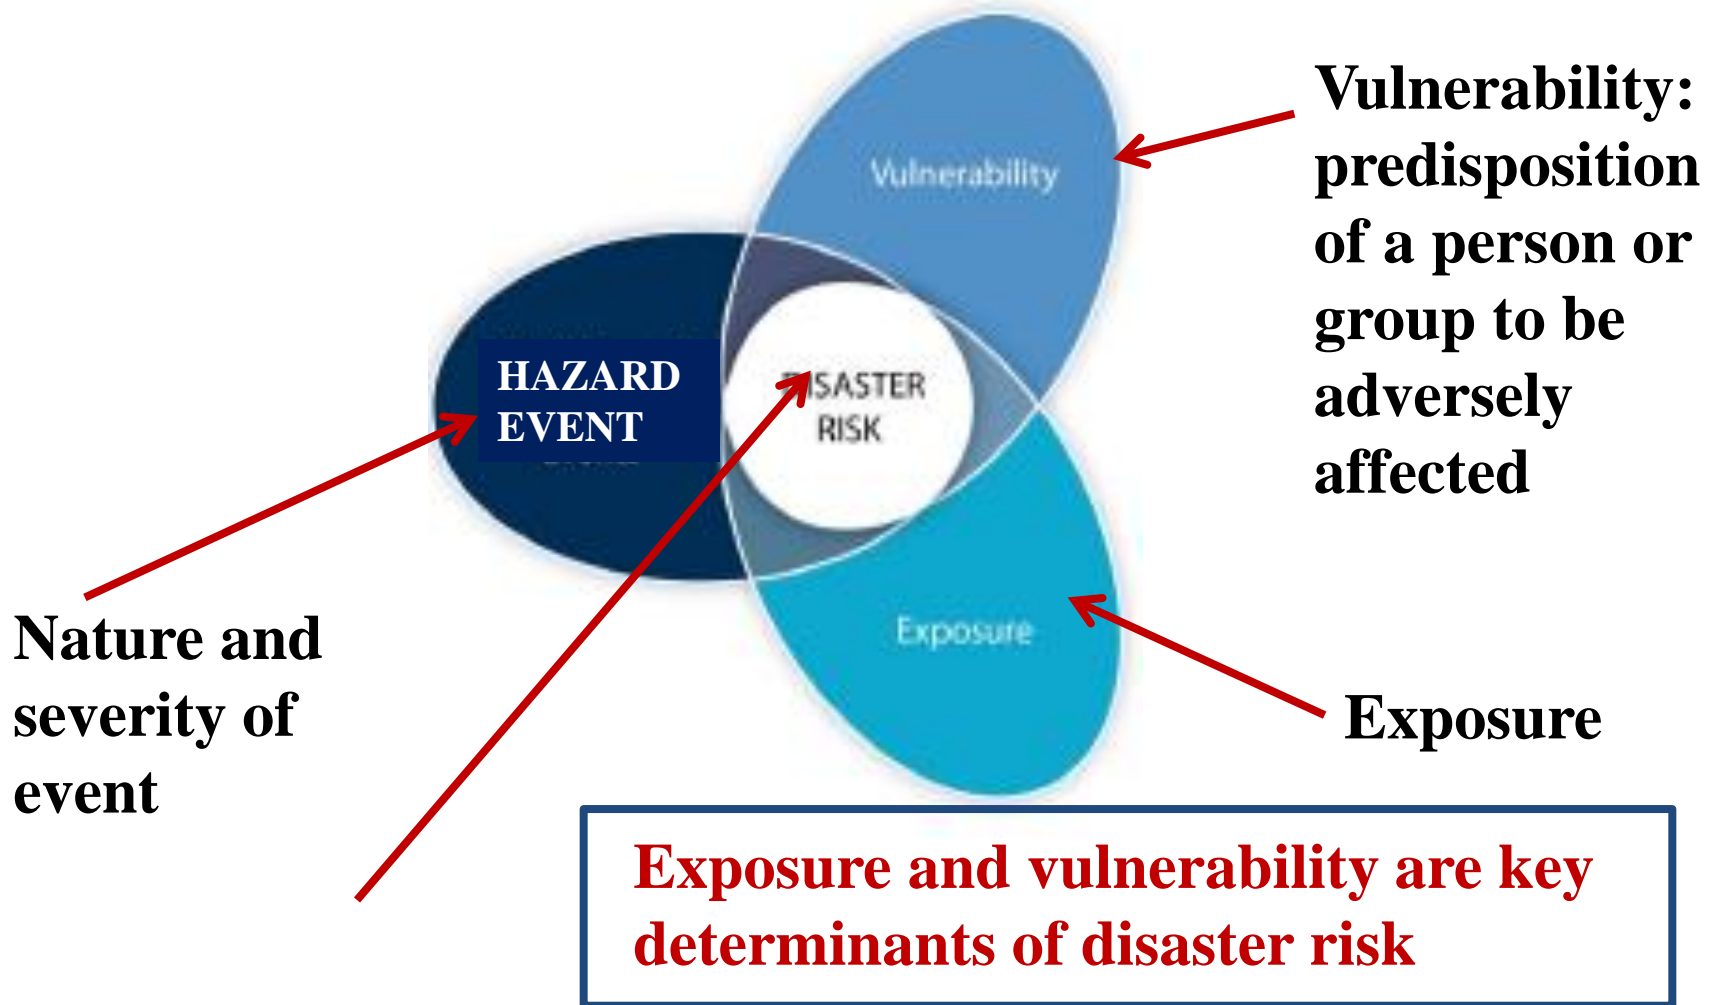 Vulnerability:
predisposition
of a person or
group to be
adversely
affected
Vulnerability
HAZARD
EVENT
DISASTER
RISK
Nature and
severity of
event
Exposure
Exposure
Exposure and vulnerability are key
determinants of disaster risk